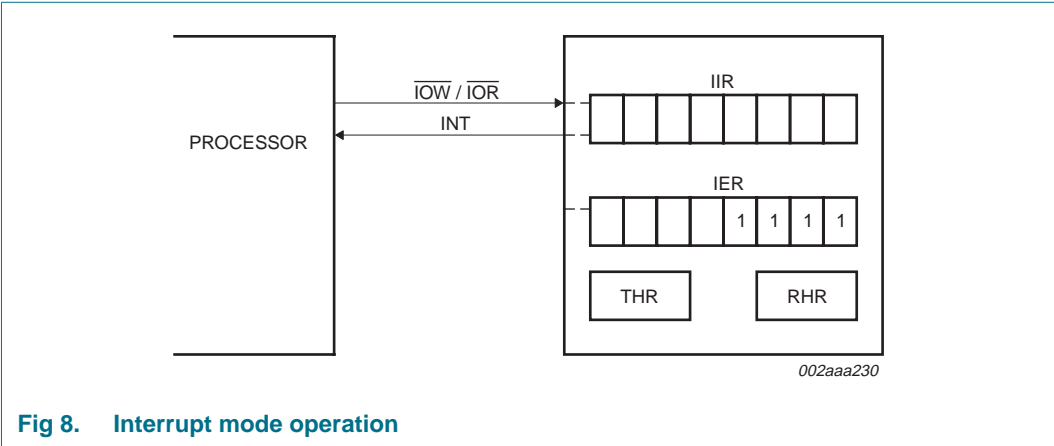 IOW / IOR
IIR
INT
PROCESSOR
IER
1 1 1 1
THR RHR
002aaa230
Fig 8. Interrupt mode operation